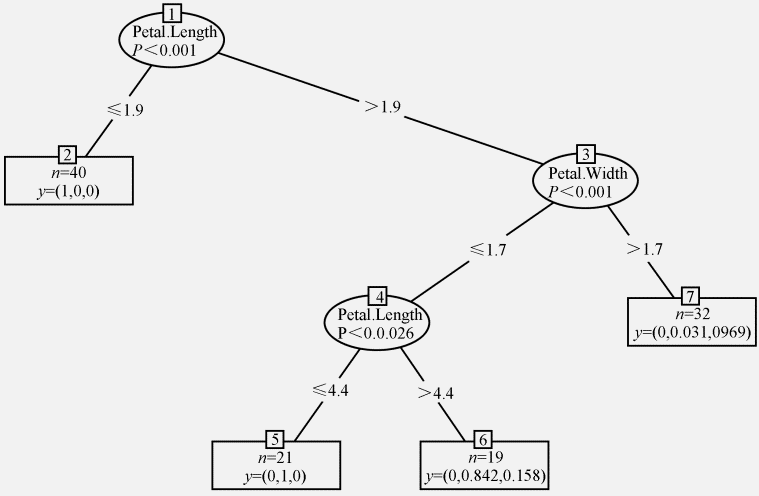 1
Petal.Length
P＜0.001
≤1.9
＞1.9
2
n=40
y=(1,0,0)
3
Petal.Width
P＜0.001
≤1.7
＞1.7
4
Petal.Length
P＜0.0.026
7
n=32
y=(0,0.031,0969)
≤4.4
＞4.4
5
n=21
y=(0,1,0)
6
n=19
y=(0,0.842,0.158)